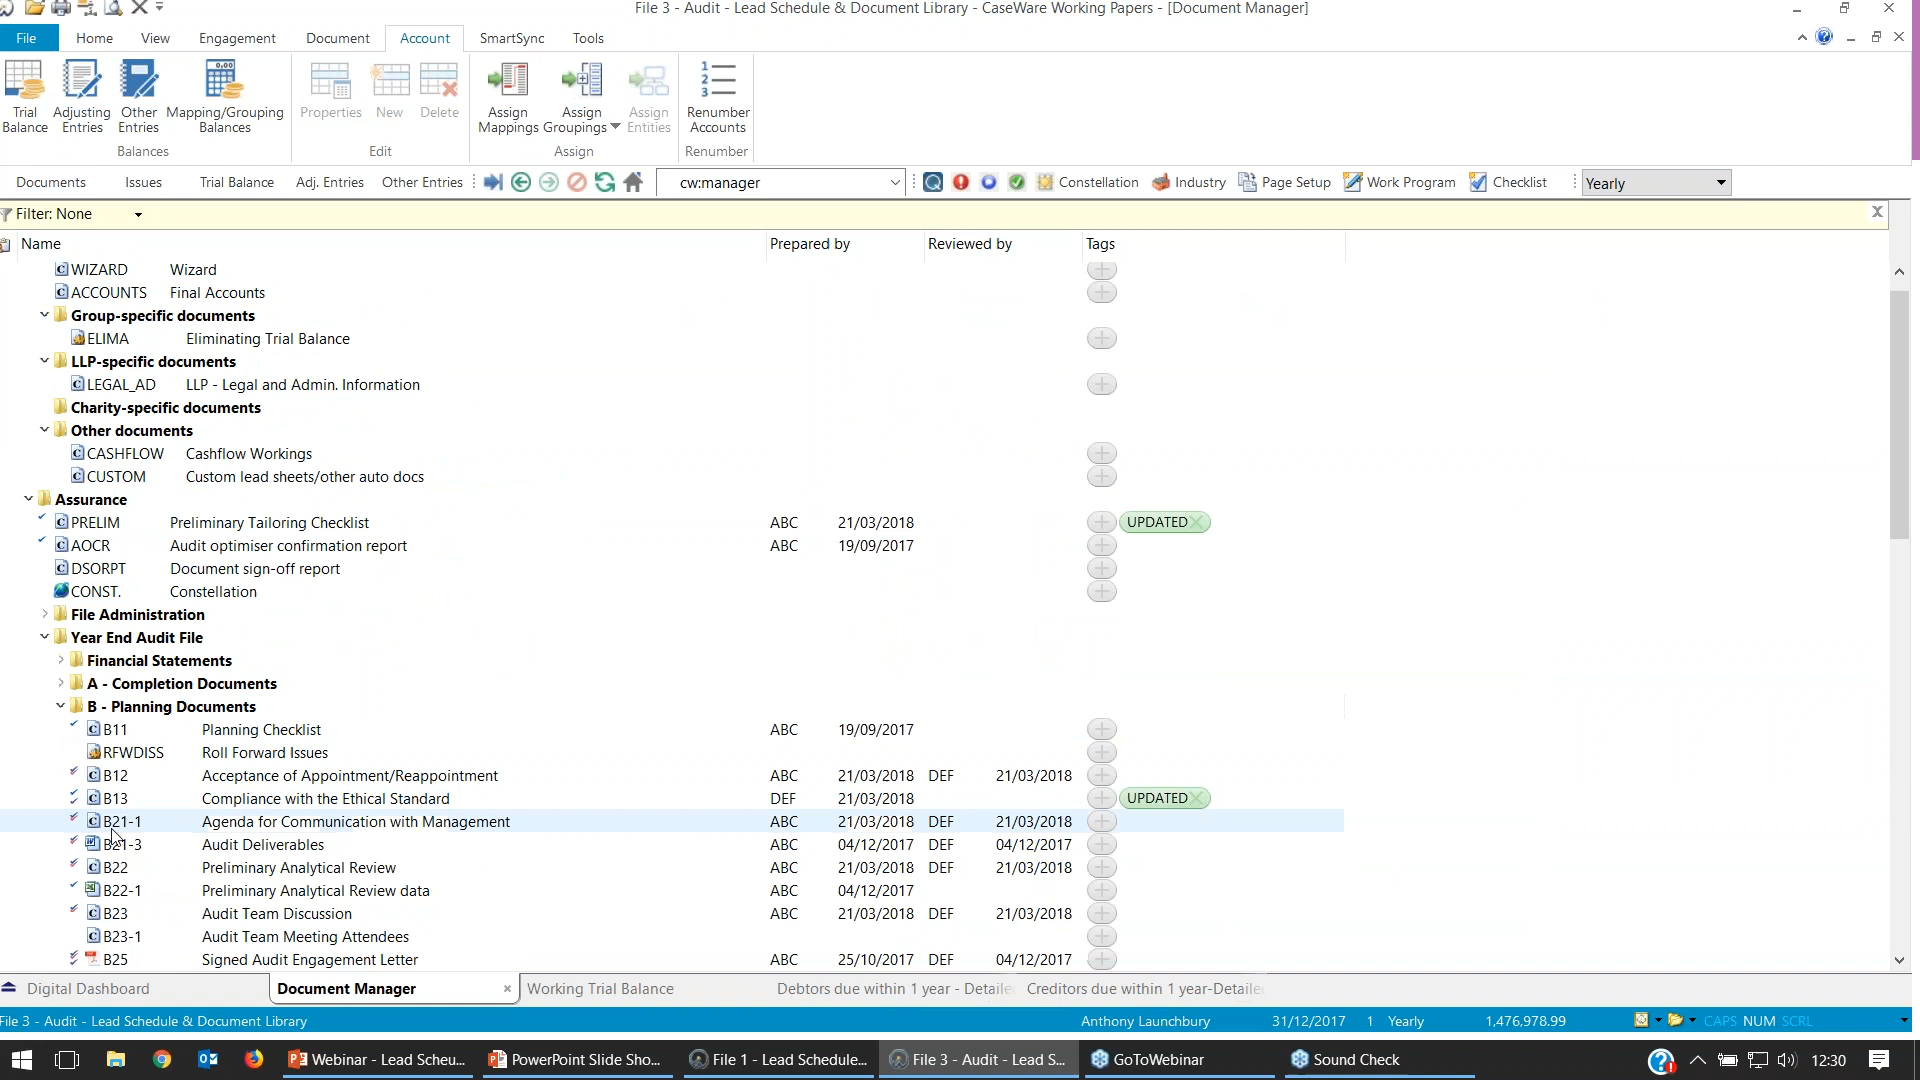 File 3 - Audit - Lead Schedule & Document Library - CaseWare Working Papers - [Document Manager]
File Home View Engagement Document Account SmartSync Tools
Trial Balance Adjusting Entries Other Entries Mapping/Grouping Balances Properties New Delete Assign Mappings Assign Groupings Assign Entities Renumber Accounts
Balances Edit Assign Renumber
Documents Issues Trial Balance Adj. Entries Other Entries cw:manager Constellation Industry Page Setup Work Program Checklist Yearly
Filter: None
Name Prepared by Reviewed by Tags
WIZARD Wizard
ACCOUNTS Final Accounts
Group-specific documents
ELIMA Eliminating Trial Balance
LLP-specific documents
LEGAL_AD LLP - Legal and Admin. Information
Charity-specific documents
Other documents
CASHFLOW Cashflow Workings
CUSTOM Custom lead sheets/other auto docs
Assurance
PRELIM Preliminary Tailoring Checklist ABC 21/03/2018 UPDATED
AOCR Audit optimiser confirmation report ABC 19/09/2017
DSORPT Document sign-off report
CONST. Constellation
File Administration
Year End Audit File
Financial Statements
A - Completion Documents
B - Planning Documents
B11 Planning Checklist ABC 19/09/2017
RFWDISS Roll Forward Issues
B12 Acceptance of Appointment/Reappointment ABC 21/03/2018 DEF 21/03/2018
B13 Compliance with the Ethical Standard DEF 21/03/2018 UPDATED
B21-1 Agenda for Communication with Management ABC 21/03/2018 DEF 21/03/2018
B21-3 Audit Deliverables ABC 04/12/2017 DEF 04/12/2017
B22 Preliminary Analytical Review ABC 21/03/2018 DEF 21/03/2018
B22-1 Preliminary Analytical Review data ABC 04/12/2017
B23 Audit Team Discussion ABC 21/03/2018 DEF 21/03/2018
B23-1 Audit Team Meeting Attendees
B25 Signed Audit Engagement Letter ABC 25/10/2017 DEF 04/12/2017
Digital Dashboard Document Manager Working Trial Balance Debtors due within 1 year - Detaile Creditors due within 1 year-Detaile
File 3 - Audit - Lead Schedule & Document Library Anthony Launchbury 31/12/2017 1 Yearly 1,476,978.99 CAPS NUM SCRL
Webinar - Lead Scheu... PowerPoint Slide Sho... File 1 - Lead Schedule... File 3 - Audit - Lead S... GoToWebinar Sound Check 12:30